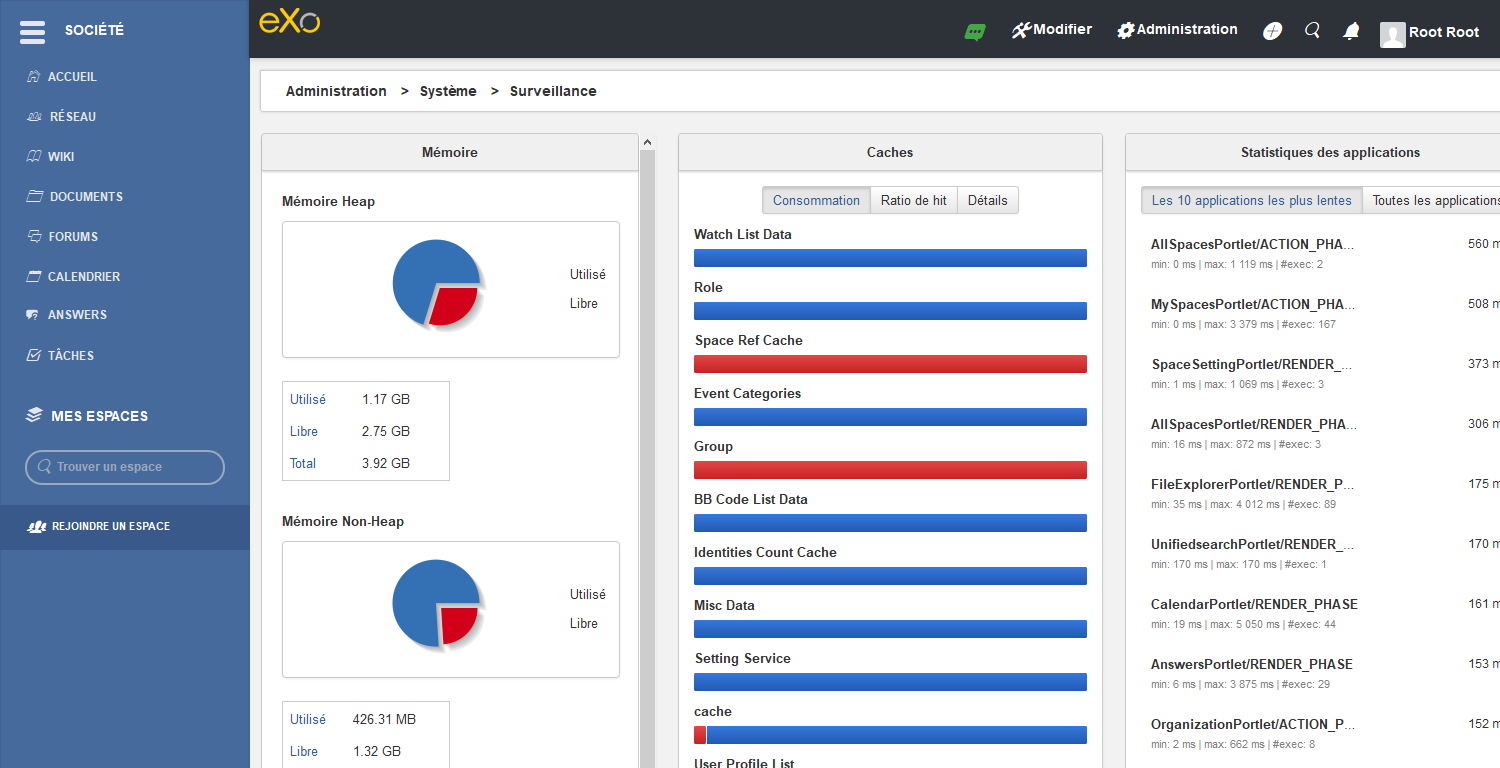 SOCIÉTÉ
ACCUEIL
RÉSEAU
WIKI
DOCUMENTS
FORUMS
CALENDRIER
ANSWERS
TÂCHES
MES ESPACES
Trouver un espace
REJOINDRE UN ESPACE
eXo
Modifier
Administration
Root Root
Administration > Système > Surveillance
Mémoire
Mémoire Heap
Utilisé
Libre
Utilisé 1.17 GB
Libre 2.75 GB
Total 3.92 GB
Mémoire Non-Heap
Utilisé
Libre
Utilisé 426.31 MB
Libre 1.32 GB
Caches
Consommation Ratio de hit Détails
Watch List Data
Role
Space Ref Cache
Event Categories
Group
BB Code List Data
Identities Count Cache
Misc Data
Setting Service
cache
User Profile List
Statistiques des applications
Les 10 applications les plus lentes Toutes les applications
AllSpacesPortlet/ACTION_PHA... 560 m
min: 0 ms | max: 1 119 ms | #exec: 2
MySpacesPortlet/ACTION_PHA... 508 m
min: 0 ms | max: 3 379 ms | #exec: 167
SpaceSettingPortlet/RENDER_... 373 m
min: 1 ms | max: 1 069 ms | #exec: 3
AllSpacesPortlet/RENDER_PHA... 306 m
min: 16 ms | max: 872 ms | #exec: 3
FileExplorerPortlet/RENDER_P... 175 m
min: 35 ms | max: 4 012 ms | #exec: 89
UnifiedsearchPortlet/RENDER_... 170 m
min: 170 ms | max: 170 ms | #exec: 1
CalendarPortlet/RENDER_PHASE 161 m
min: 19 ms | max: 5 050 ms | #exec: 44
AnswersPortlet/RENDER_PHASE 153 m
min: 6 ms | max: 3 875 ms | #exec: 29
OrganizationPortlet/ACTION_P... 152 m
min: 2 ms | max: 662 ms | #exec: 8